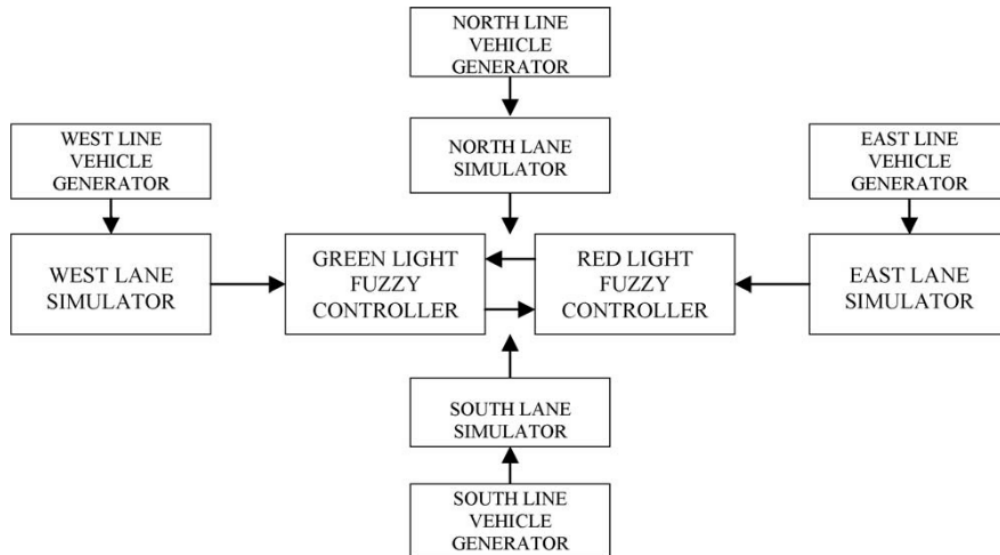 NORTH LINE
VEHICLE
GENERATOR
WEST LINE
VEHICLE
GENERATOR
NORTH LANE
SIMULATOR
EAST LINE
VEHICLE
GENERATOR
WEST LANE
SIMULATOR
GREEN LIGHT
FUZZY
CONTROLLER
RED LIGHT
FUZZY
CONTROLLER
EAST LANE
SIMULATOR
SOUTH LANE
SIMULATOR
SOUTH LINE
VEHICLE
GENERATOR